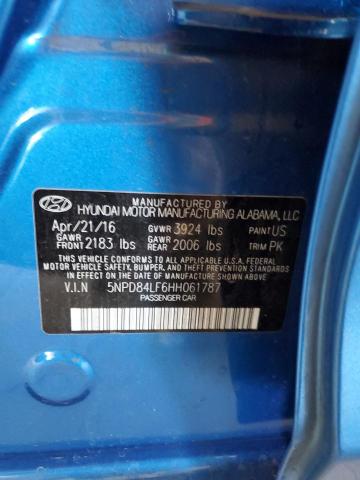 MANUFACTURED BY
HYUNDAI MOTOR MANUFACTURING ALABAMA, LLC
Apr/21/16 GVWR 3924 lbs PAINT US
GAWR FRONT 2183 lbs GAWR REAR 2006 lbs TRIM PK
THIS VEHICLE CONFORMS TO ALL APPLICABLE U.S.A. FEDERAL
MOTOR VEHICLE SAFETY, BUMPER, AND THEFT PREVENTION STANDARDS
IN EFFECT ON THE DATE OF MANUFACTURE SHOWN ABOVE.
V.I.N 5NPD84LF6HH061787
PASSENGER CAR